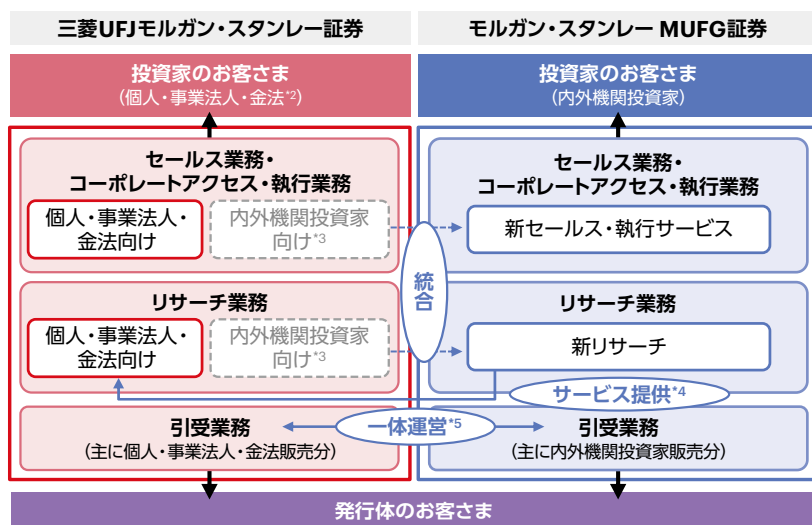 三菱UFJモルガン・スタンレー証券
モルガン・スタンレー MUFG証券
投資家のお客さま
（個人・事業法人・金法*2）
投資家のお客さま
（内外機関投資家）
セールス業務・
コーポレートアクセス・執行業務
個人・事業法人・
金法向け
内外機関投資家
向け*3
セールス業務・
コーポレートアクセス・執行業務
新セールス・執行サービス
統合
リサーチ業務
個人・事業法人・
金法向け
内外機関投資家
向け*3
リサーチ業務
新リサーチ
サービス提供*4
引受業務
（主に個人・事業法人・金法販売分）
一体運営*5
引受業務
（主に内外機関投資家販売分）
発行体のお客さま